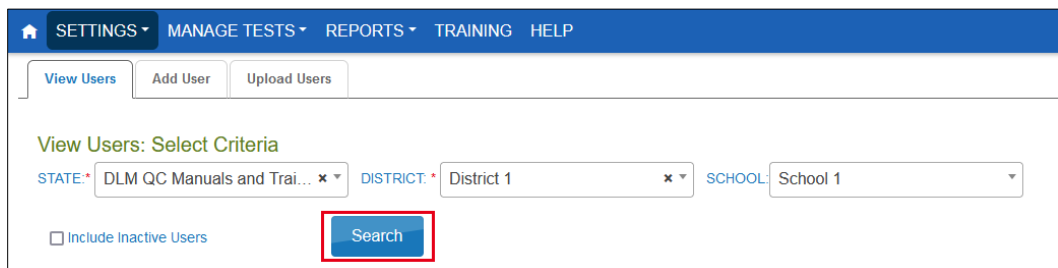 SETTINGS MANAGE TESTS REPORTS TRAINING HELP
View Users Add User Upload Users
View Users: Select Criteria
STATE:* DLM QC Manuals and Trai... × DISTRICT: * District 1 × SCHOOL: School 1
Include Inactive Users Search